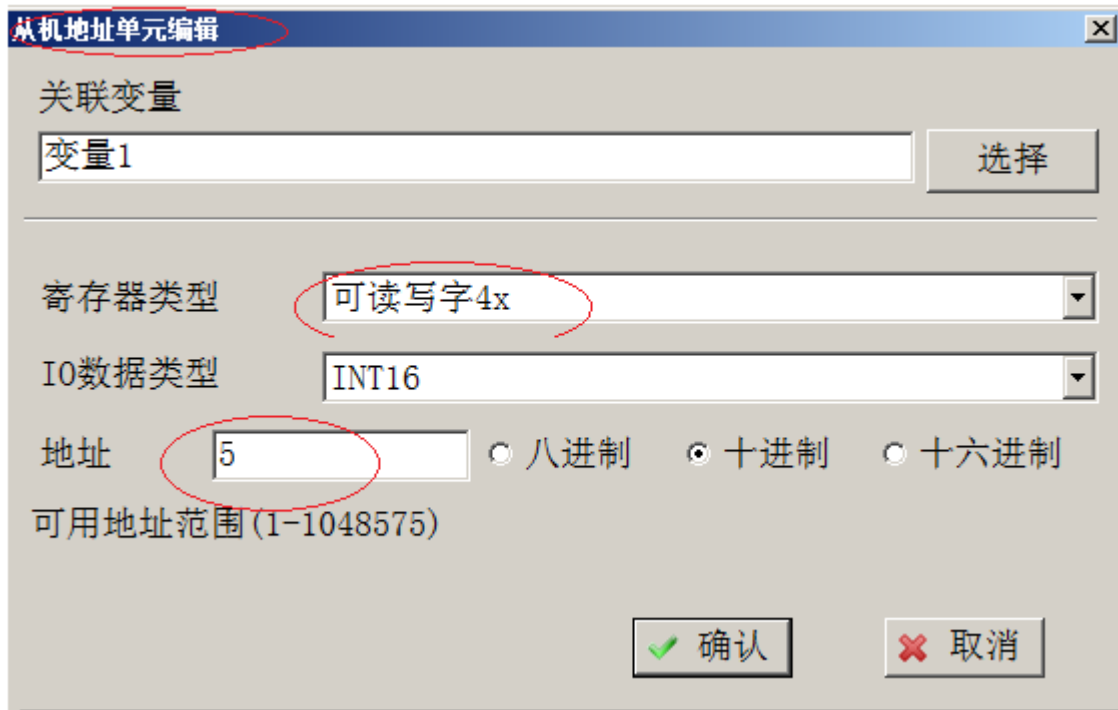 从机地址单元编辑
关联变量
变量1 选择
寄存器类型 可读写字4x
IO数据类型 INT16
地址 5 八进制 十进制 十六进制
可用地址范围(1-1048575)
确认 取消